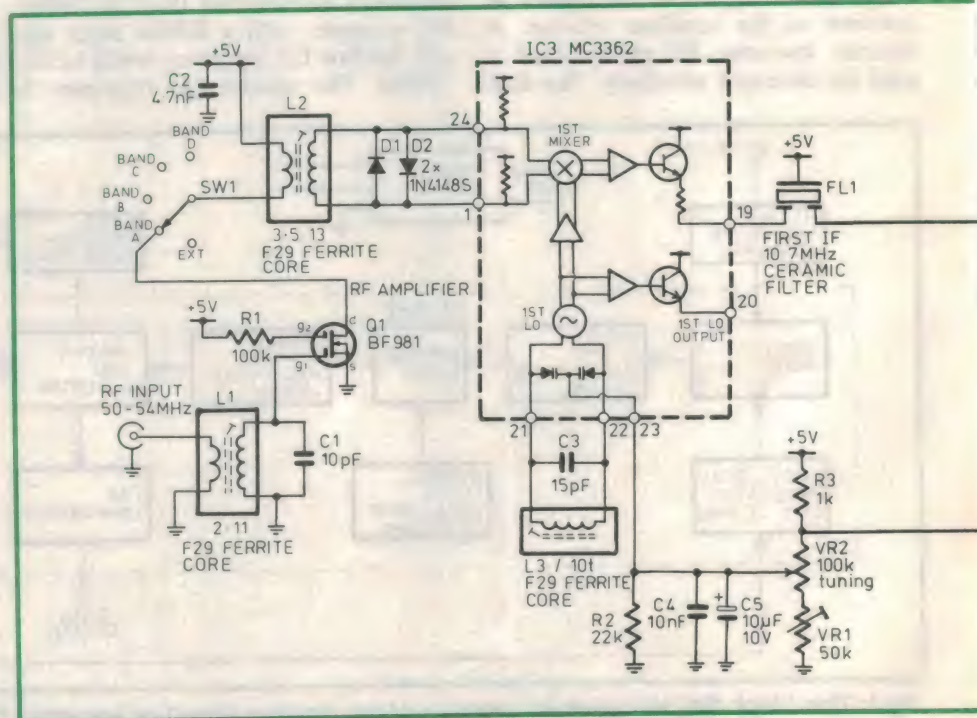 IC3 MC3362
+5V
C2
4.7nF
L2
BAND
D
BAND
C
BAND
B
BAND
A
SW1
EXT
3·5 13
F29 FERRITE
CORE
24
1
D1
D2
2×
1N4148S
1ST
MIXER
1ST
LO
19
20
1ST LO
OUTPUT
+5V
FL1
FIRST IF
10 7MHz
CERAMIC
FILTER
RF AMPLIFIER
+5V
R1
100k
g2
g1
d
s
Q1
BF981
RF INPUT
50-54MHz
L1
C1
10pF
2·11
F29 FERRITE
CORE
21
22
23
C3
15pF
L3 / 10t
F29 FERRITE
CORE
R2
22k
C4
10nF
+
C5
10µF
10V
+5V
R3
1k
VR2
100k
tuning
VR1
50k